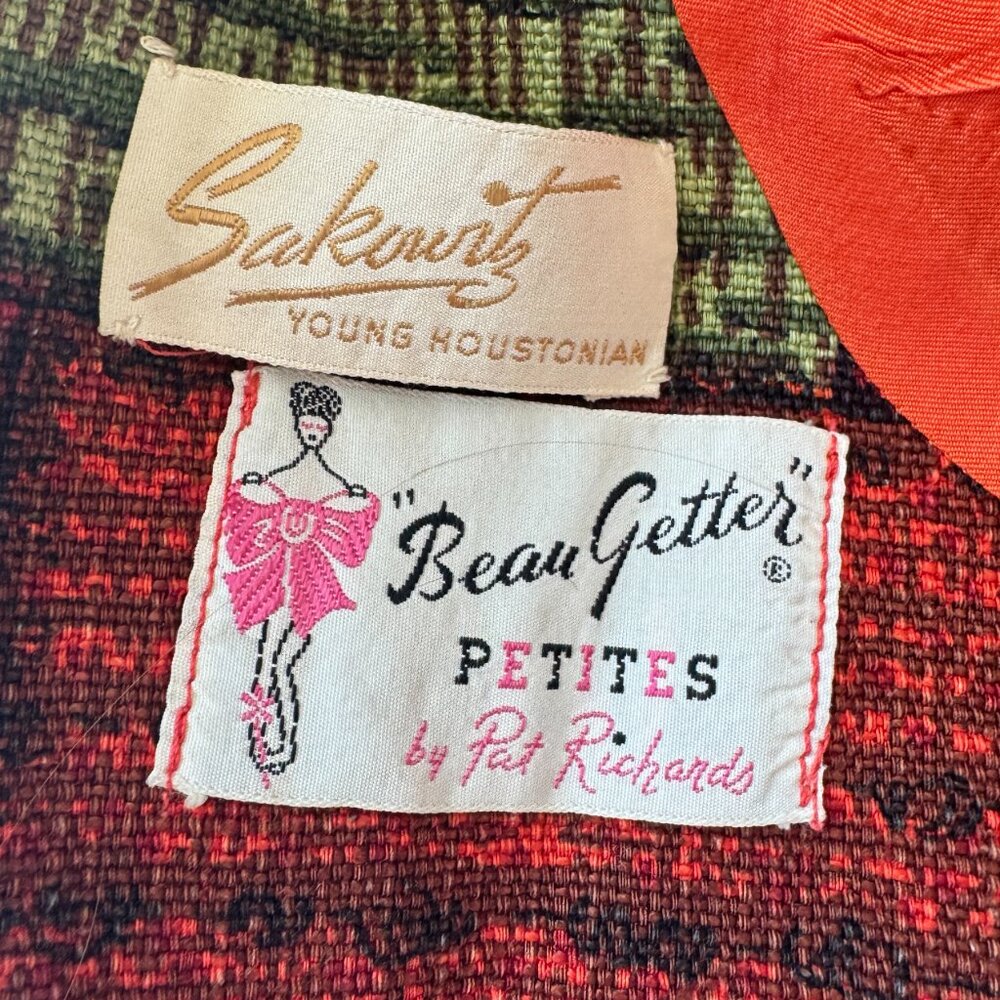 Sakowitz
YOUNG HOUSTONIAN
"Beau Getter"®
PETITES
by Pat Richards